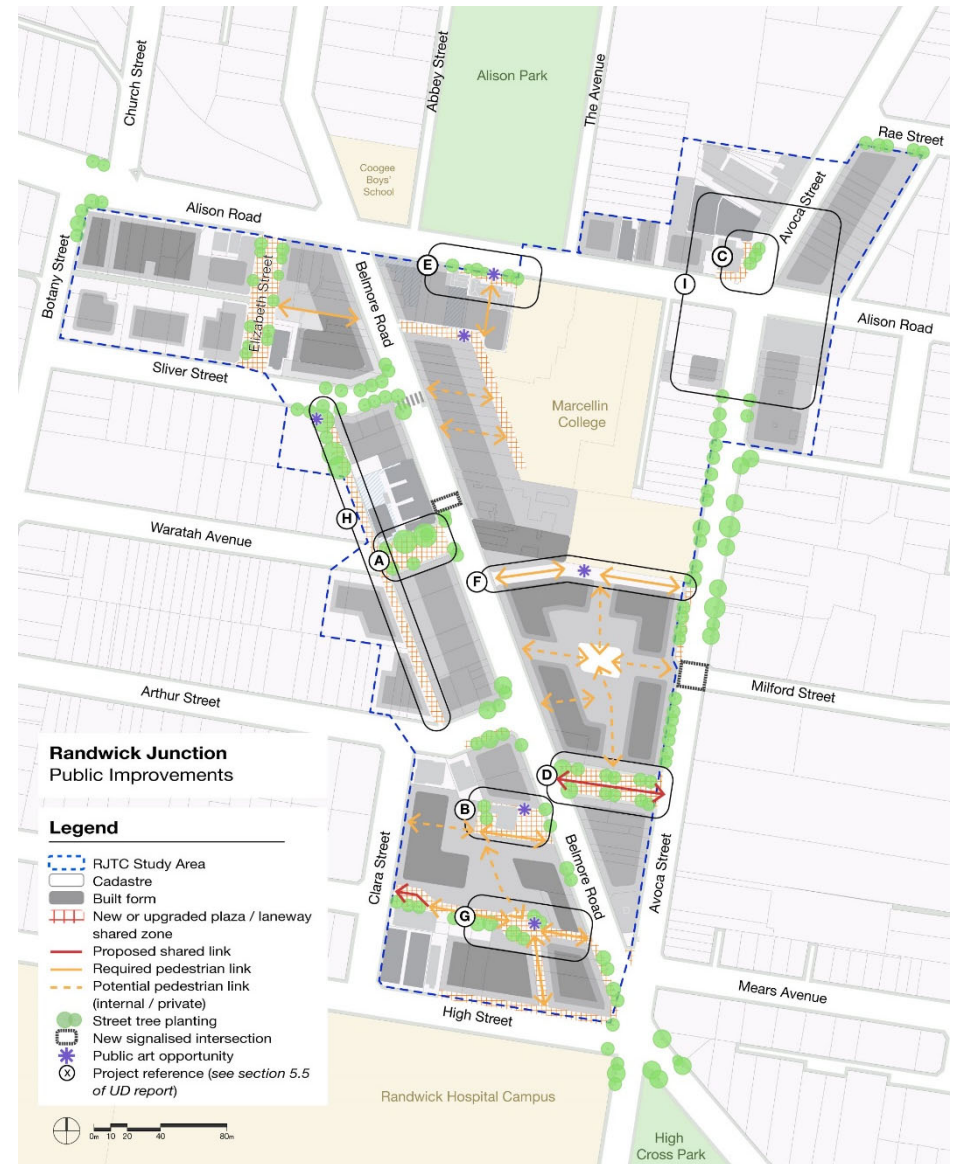 Church Street
Abbey Street
Alison Park
The Avenue
Rae Street
Coogee
Boys'
School
Avoca Street
Alison Road
C
E
I
Botany Street
Elizabeth Street
Belmore Road
Alison Road
Sliver Street
Marcellin
College
H
Waratah Avenue
A
F
Milford Street
Arthur Street
D
B
Clara Street
Belmore Road
Avoca Street
G
Mears Avenue
High Street
Randwick Hospital Campus
High
Cross Park
Randwick Junction
Public Improvements
Legend
RJTC Study Area
Cadastre
Built form
New or upgraded plaza / laneway
shared zone
Proposed shared link
Required pedestrian link
Potential pedestrian link
(internal / private)
Street tree planting
New signalised intersection
Public art opportunity
X Project reference (see section 5.5
of UD report)
0m 10 20 40 80m